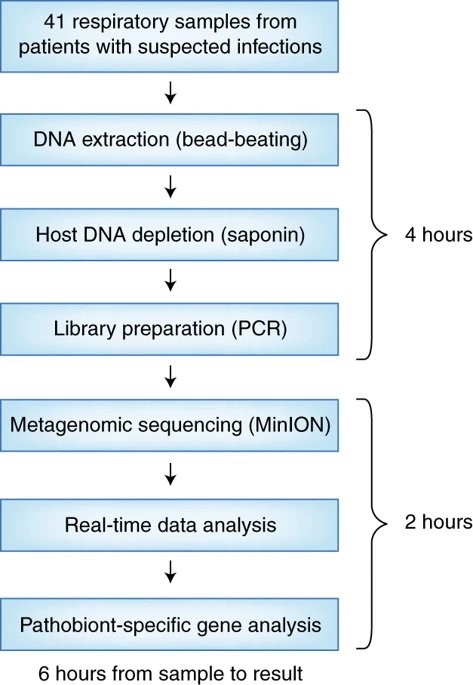 41 respiratory samples from
patients with suspected infections
DNA extraction (bead-beating)
Host DNA depletion (saponin)
4 hours
Library preparation (PCR)
Metagenomic sequencing (MinION)
Real-time data analysis
2 hours
Pathobiont-specific gene analysis
6 hours from sample to result